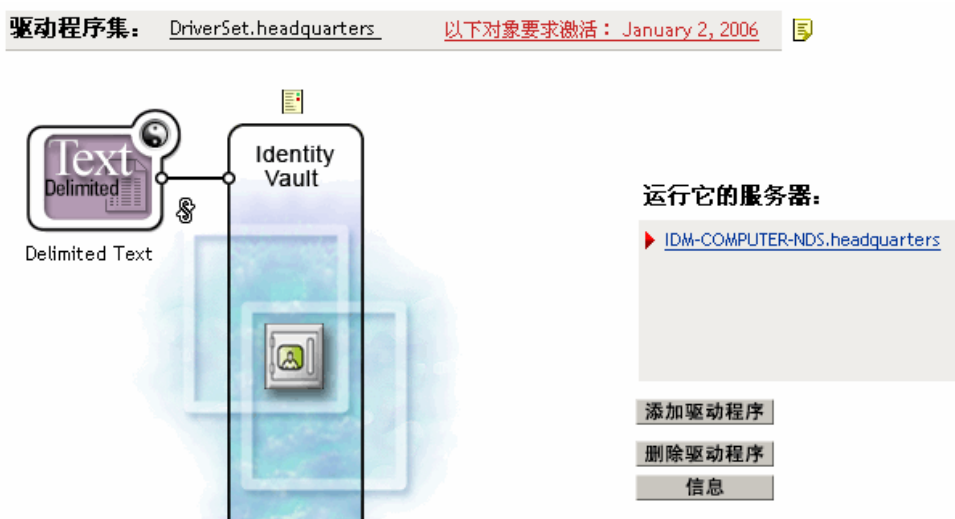 驱动程序集： DriverSet.headquarters 以下对象要求激活： January 2, 2006
Text
Delimited
Identity
Vault
Delimited Text
运行它的服务器：
IDM-COMPUTER-NDS.headquarters
添加驱动程序
删除驱动程序
信息